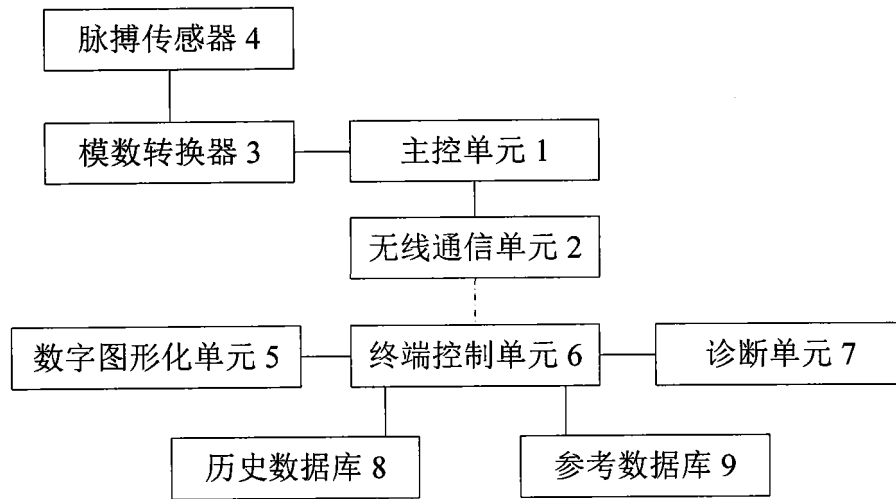 脉搏传感器 4
模数转换器 3
主控单元 1
无线通信单元 2
数字图形化单元 5
终端控制单元 6
诊断单元 7
历史数据库 8
参考数据库 9